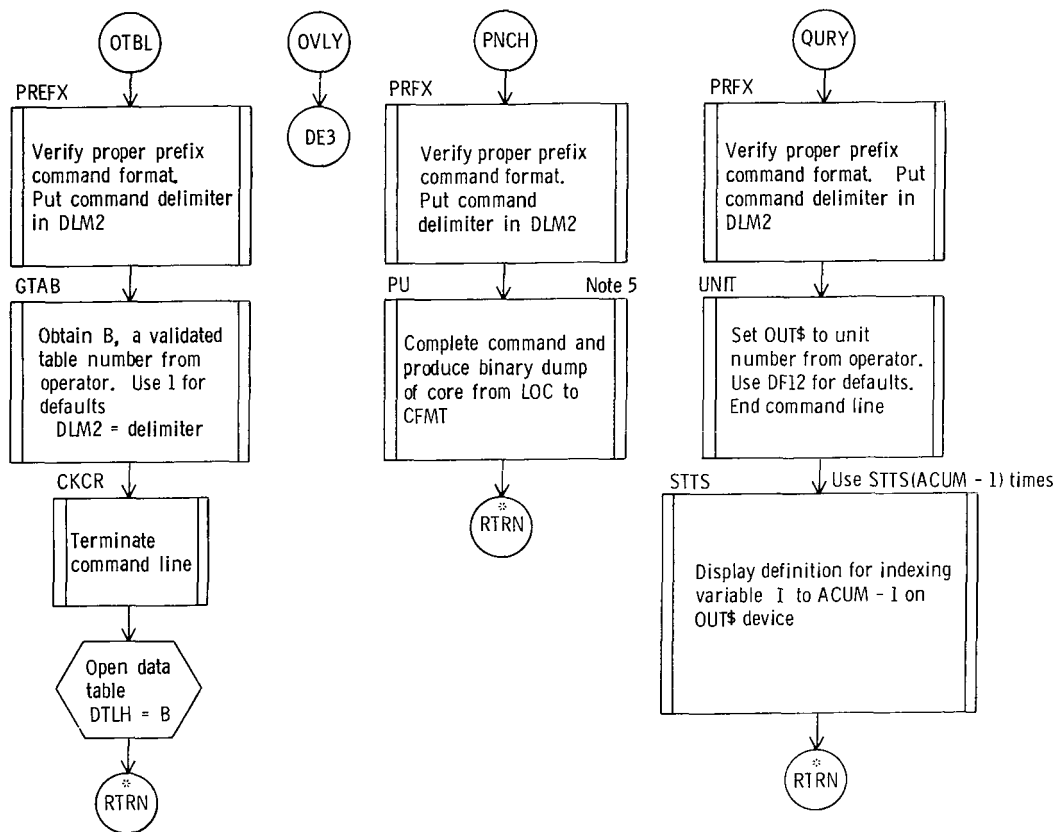 OTBL
PREFX
Verify proper prefix
command format.
Put command delimiter
in DLM2
GTAB
Obtain B, a validated
table number from
operator. Use 1 for
defaults
DLM2 = delimiter
CKCR
Terminate
command line
Open data
table
DTLH = B
*
RTRN
OVLY
DE3
PNCH
PRFX
Verify proper prefix
command format.
Put command
delimiter in DLM2
PU
Note 5
Complete command and
produce binary dump
of core from LOC to
CFMT
*
RTRN
QURY
PRFX
Verify proper prefix
command format. Put
command delimiter in
DLM2
UNIT
Set OUT$ to unit
number from operator.
Use DF12 for defaults.
End command line
STTS
Use STTS(ACUM - 1) times
Display definition for indexing
variable 1 to ACUM - 1 on
OUT$ device
*
RTRN